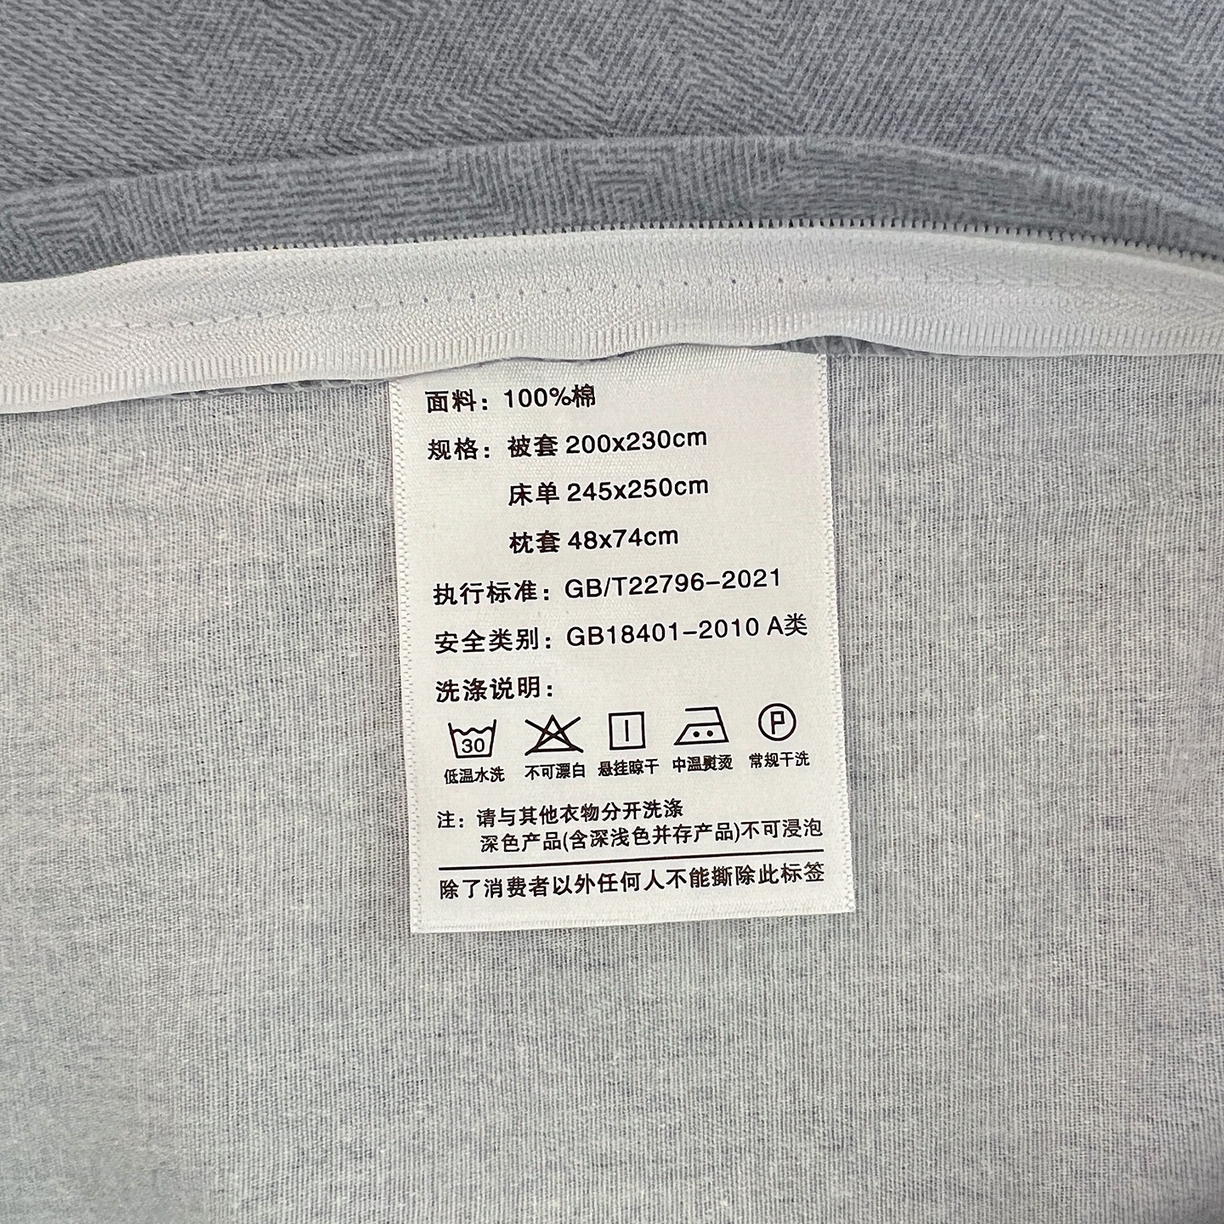 面料：100%棉
规格：被套 200x230cm
床单 245x250cm
枕套 48x74cm
执行标准：GB/T22796-2021
安全类别：GB18401-2010 A类
洗涤说明：
30 P
低温水洗 不可漂白 悬挂晾干 中温熨烫 常规干洗
注：请与其他衣物分开洗涤
深色产品(含深浅色并存产品)不可浸泡
除了消费者以外任何人不能撕除此标签